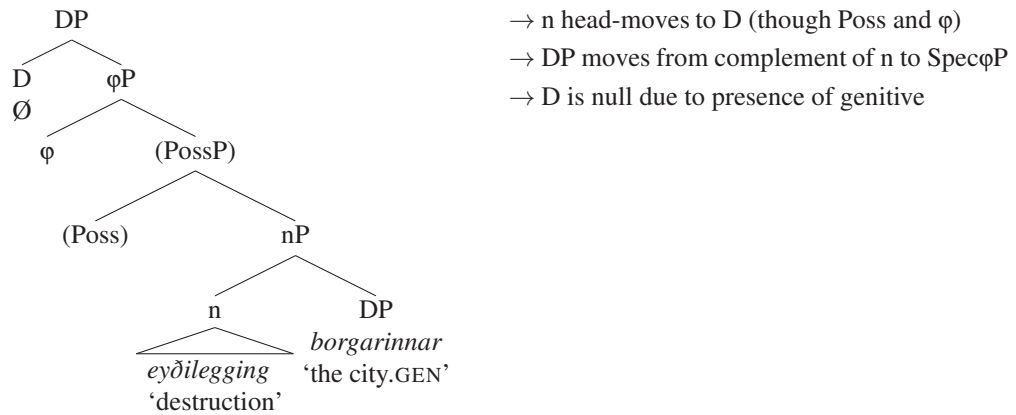 DP
→ n head-moves to D (though Poss and φ)
→ DP moves from complement of n to SpecφP
D φP
Ø
→ D is null due to presence of genitive
φ (PossP)
(Poss) nP
n DP
borgarinnar
eyðilegging 'the city.GEN'
'destruction'